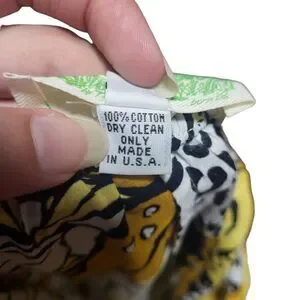 100% COTTON
DRY CLEAN
ONLY
MADE
IN U.S.A.